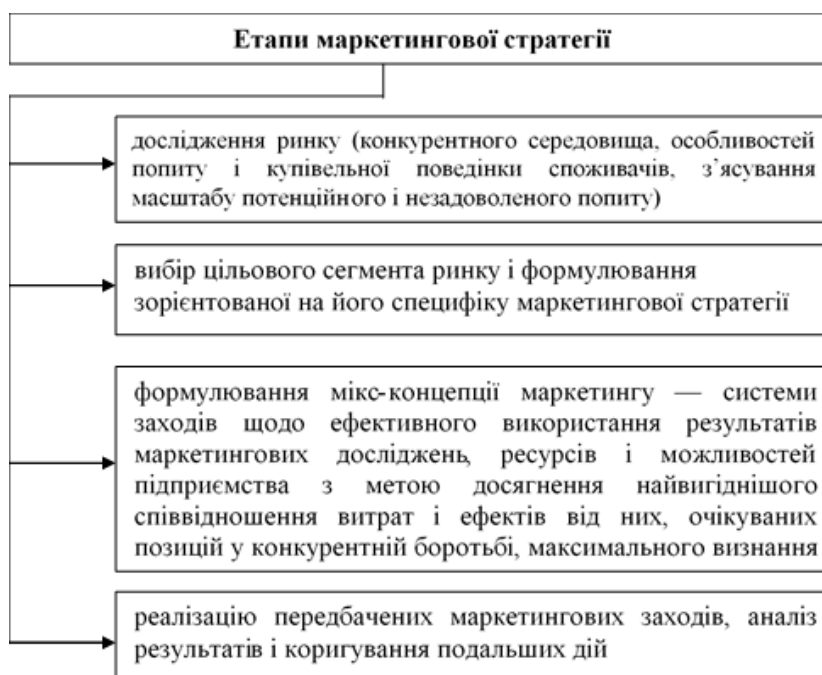 Етапи маркетингової стратегії
дослідження ринку (конкурентного середовища, особливостей
попиту і купівельної поведінки споживачів, з’ясування
масштабу потенційного і незадоволеного попиту)
вибір цільового сегмента ринку і формулювання
зорієнтованої на його специфіку маркетингової стратегії
формулювання мікс-концепції маркетингу — системи
заходів щодо ефективного використання результатів
маркетингових досліджень, ресурсів і можливостей
підприємства з метою досягнення найвигіднішого
співвідношення витрат і ефектів від них, очікуваних
позицій у конкурентній боротьбі, максимального визнання
реалізацію передбачених маркетингових заходів, аналіз
результатів і коригування подальших дій